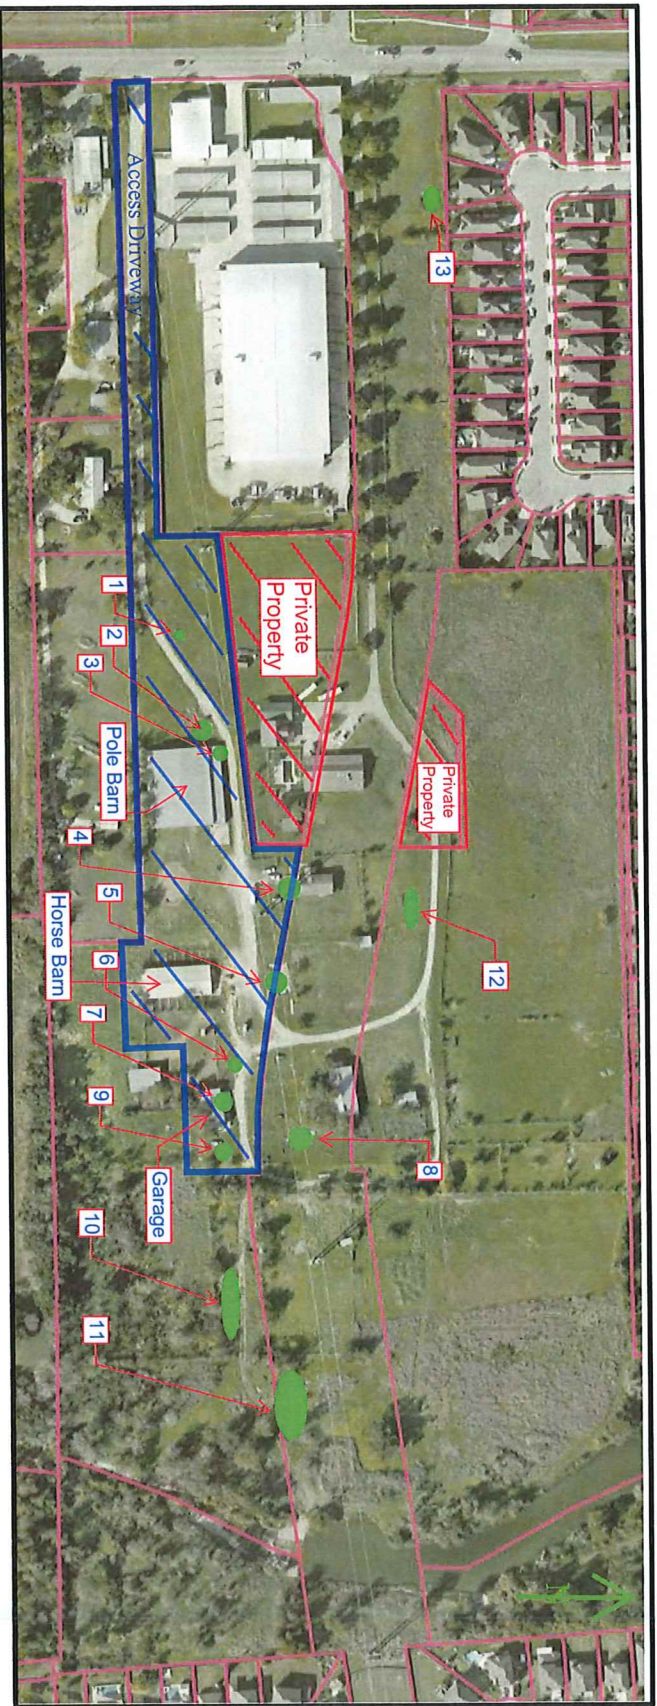 Access Driveway
13
Private
Property
Private
Property
1
2
3
Pole Barn
4
5
12
Horse Barn
6
7
9
8
Garage
10
11
N